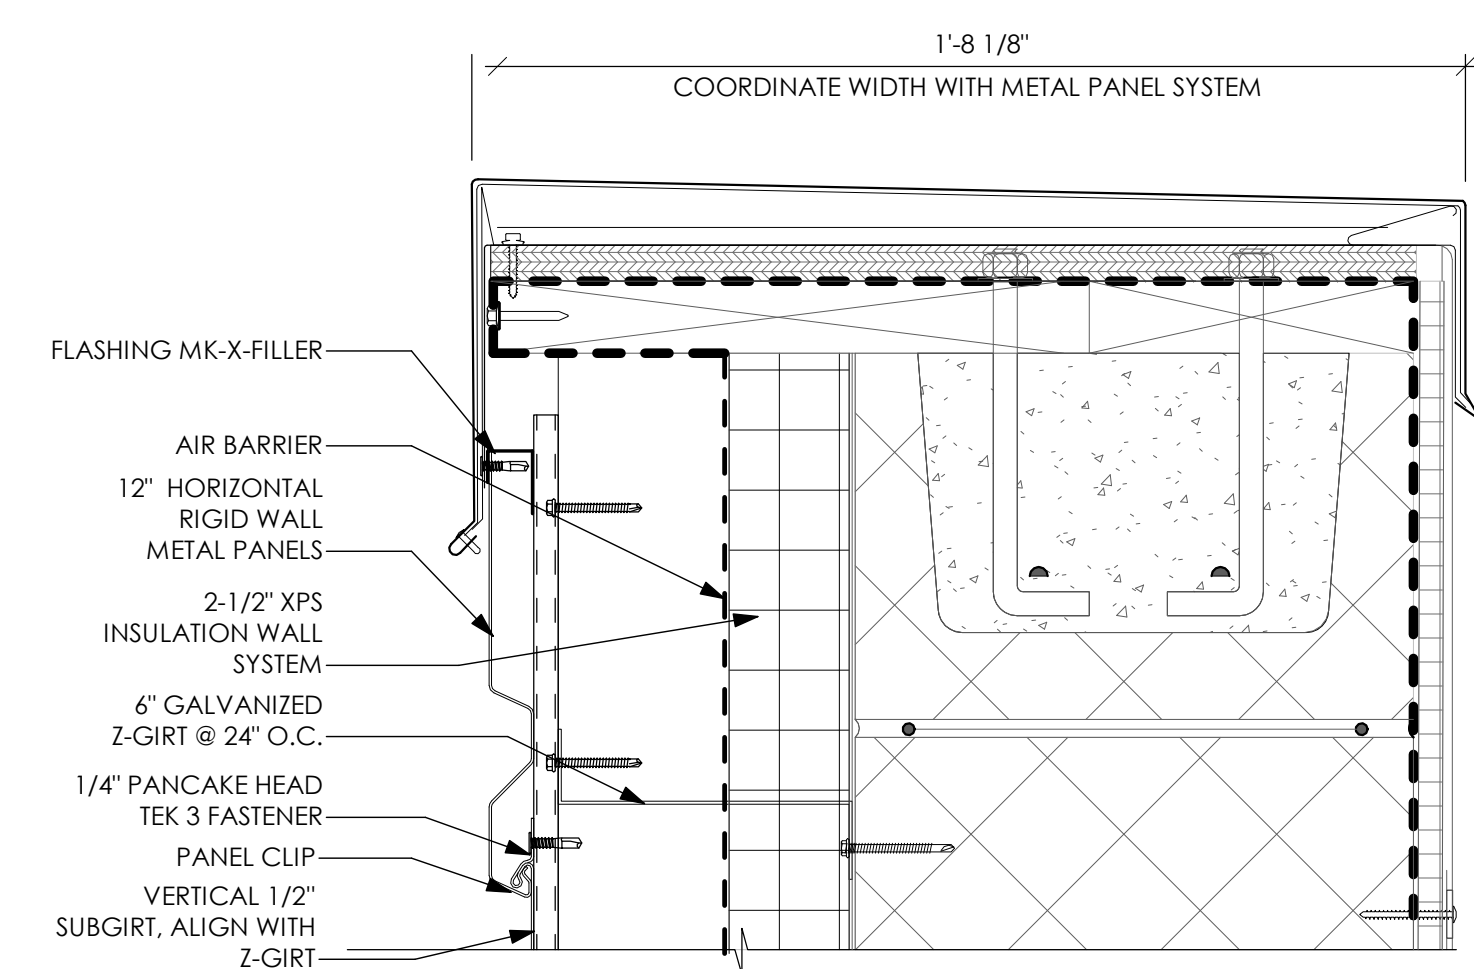 1'-8 1/8"
COORDINATE WIDTH WITH METAL PANEL SYSTEM
FLASHING MK-X-FILLER
AIR BARRIER
12" HORIZONTAL
RIGID WALL
METAL PANELS
2-1/2" XPS
INSULATION WALL
SYSTEM
6" GALVANIZED
Z-GIRT @ 24" O.C.
1/4" PANCAKE HEAD
TEK 3 FASTENER
PANEL CLIP
VERTICAL 1/2"
SUBGIRT, ALIGN WITH
Z-GIRT